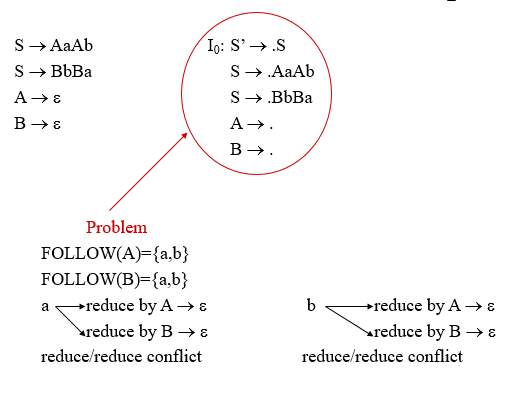 S → AaAb
S → BbBa
A → ε
B → ε
I₀: S’ → .S
S → .AaAb
S → .BbBa
A → .
B → .
Problem
FOLLOW(A)={a,b}
FOLLOW(B)={a,b}
a reduce by A → ε
reduce by B → ε
reduce/reduce conflict
b reduce by A → ε
reduce by B → ε
reduce/reduce conflict